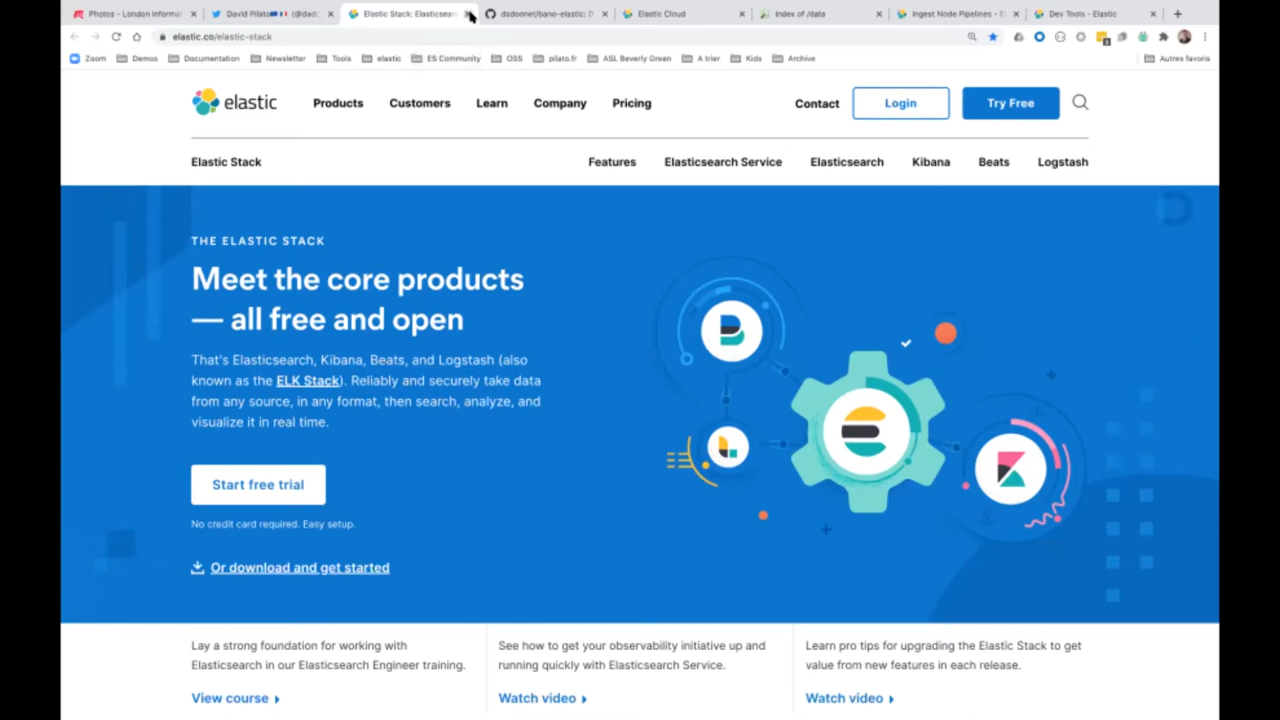 Photos - London Informa
David Pilato (@dado
Elastic Stack: Elasticsear
dadoonet/bano-elastic: D
Elastic Cloud
Index of /data
Ingest Node Pipelines - E
Dev Tools - Elastic
elastic.co/elastic-stack
Zoom Demos Documentation Newsletter Tools elastic ES Community OSS pilato.fr ASL Beverly Green A trier Kids Archive Autres favoris
elastic Products Customers Learn Company Pricing Contact Login Try Free
Elastic Stack Features Elasticsearch Service Elasticsearch Kibana Beats Logstash
THE ELASTIC STACK
Meet the core products
— all free and open
That's Elasticsearch, Kibana, Beats, and Logstash (also
known as the ELK Stack). Reliably and securely take data
from any source, in any format, then search, analyze, and
visualize it in real time.
Start free trial
No credit card required. Easy setup.
Or download and get started
Lay a strong foundation for working with
Elasticsearch in our Elasticsearch Engineer training.
View course
See how to get your observability initiative up and
running quickly with Elasticsearch Service.
Watch video
Learn pro tips for upgrading the Elastic Stack to get
value from new features in each release.
Watch video